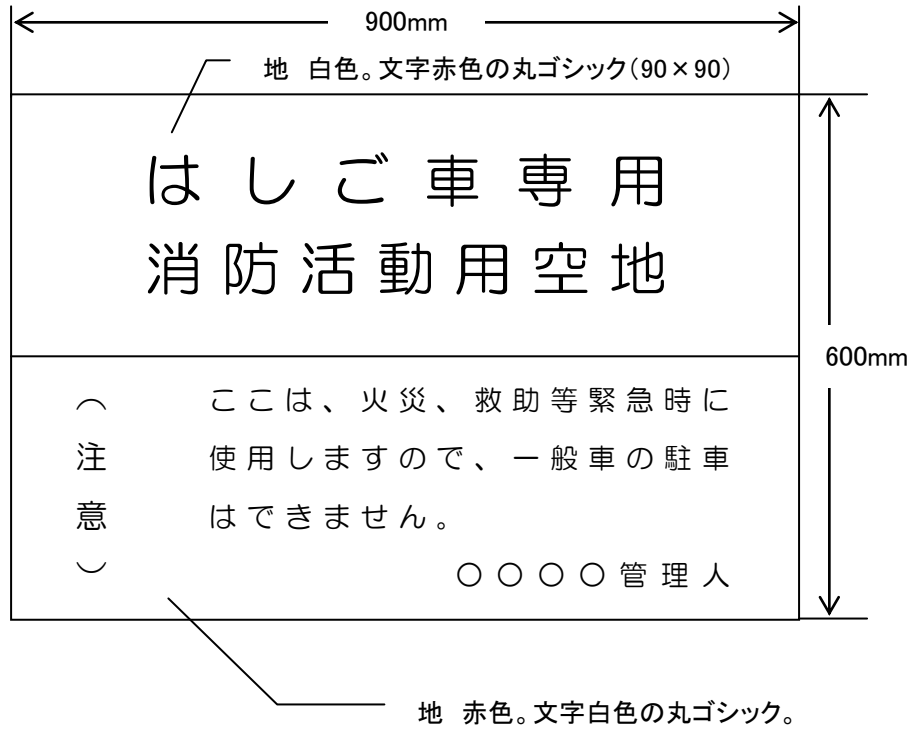 900mm
地 白色。文字赤色の丸ゴシック(90×90)
はしご車専用
消防活動用空地
600mm
(注意)
ここは、火災、救助等緊急時に
使用しますので、一般車の駐車
はできません。
○○○○管理人
地 赤色。文字白色の丸ゴシック。